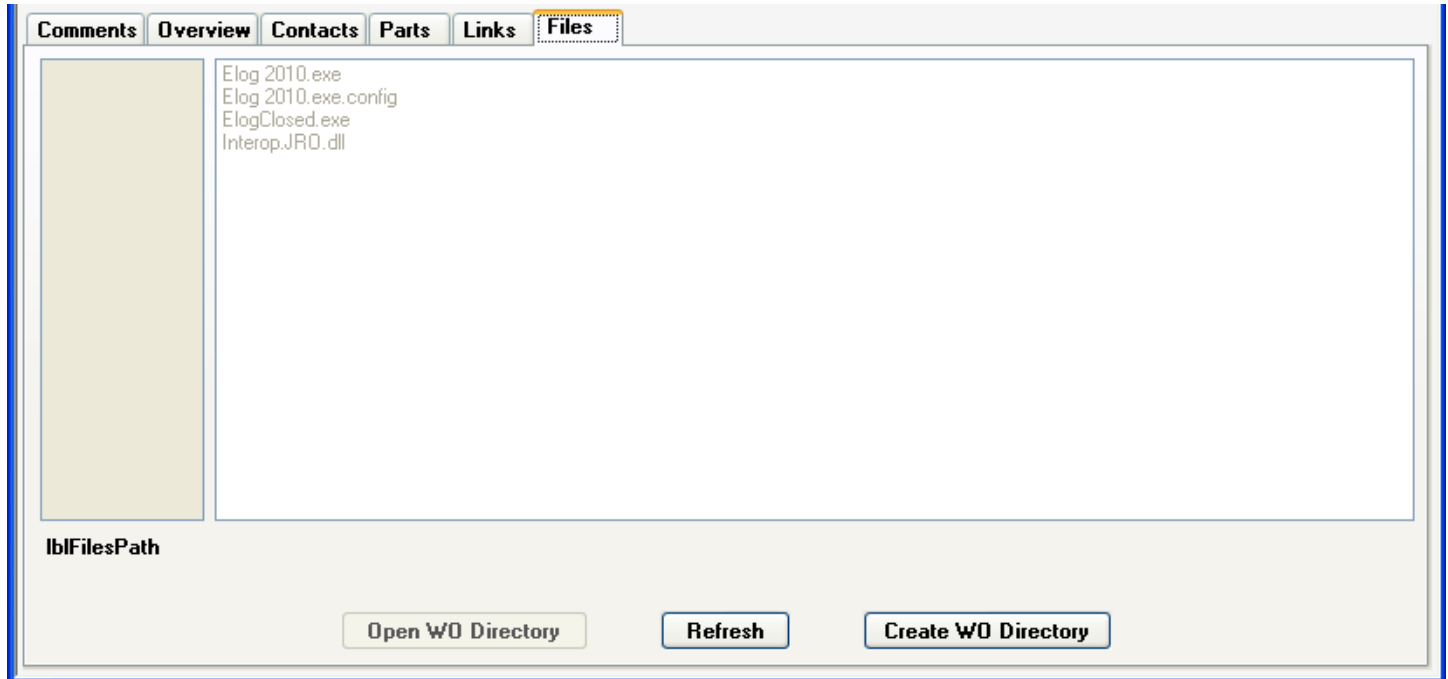 Comments Overview Contacts Parts Links Files
Elog 2010.exe
Elog 2010.exe.config
ElogClosed.exe
Interop.JRO.dll
lblFilesPath
Open WO Directory Refresh Create WO Directory